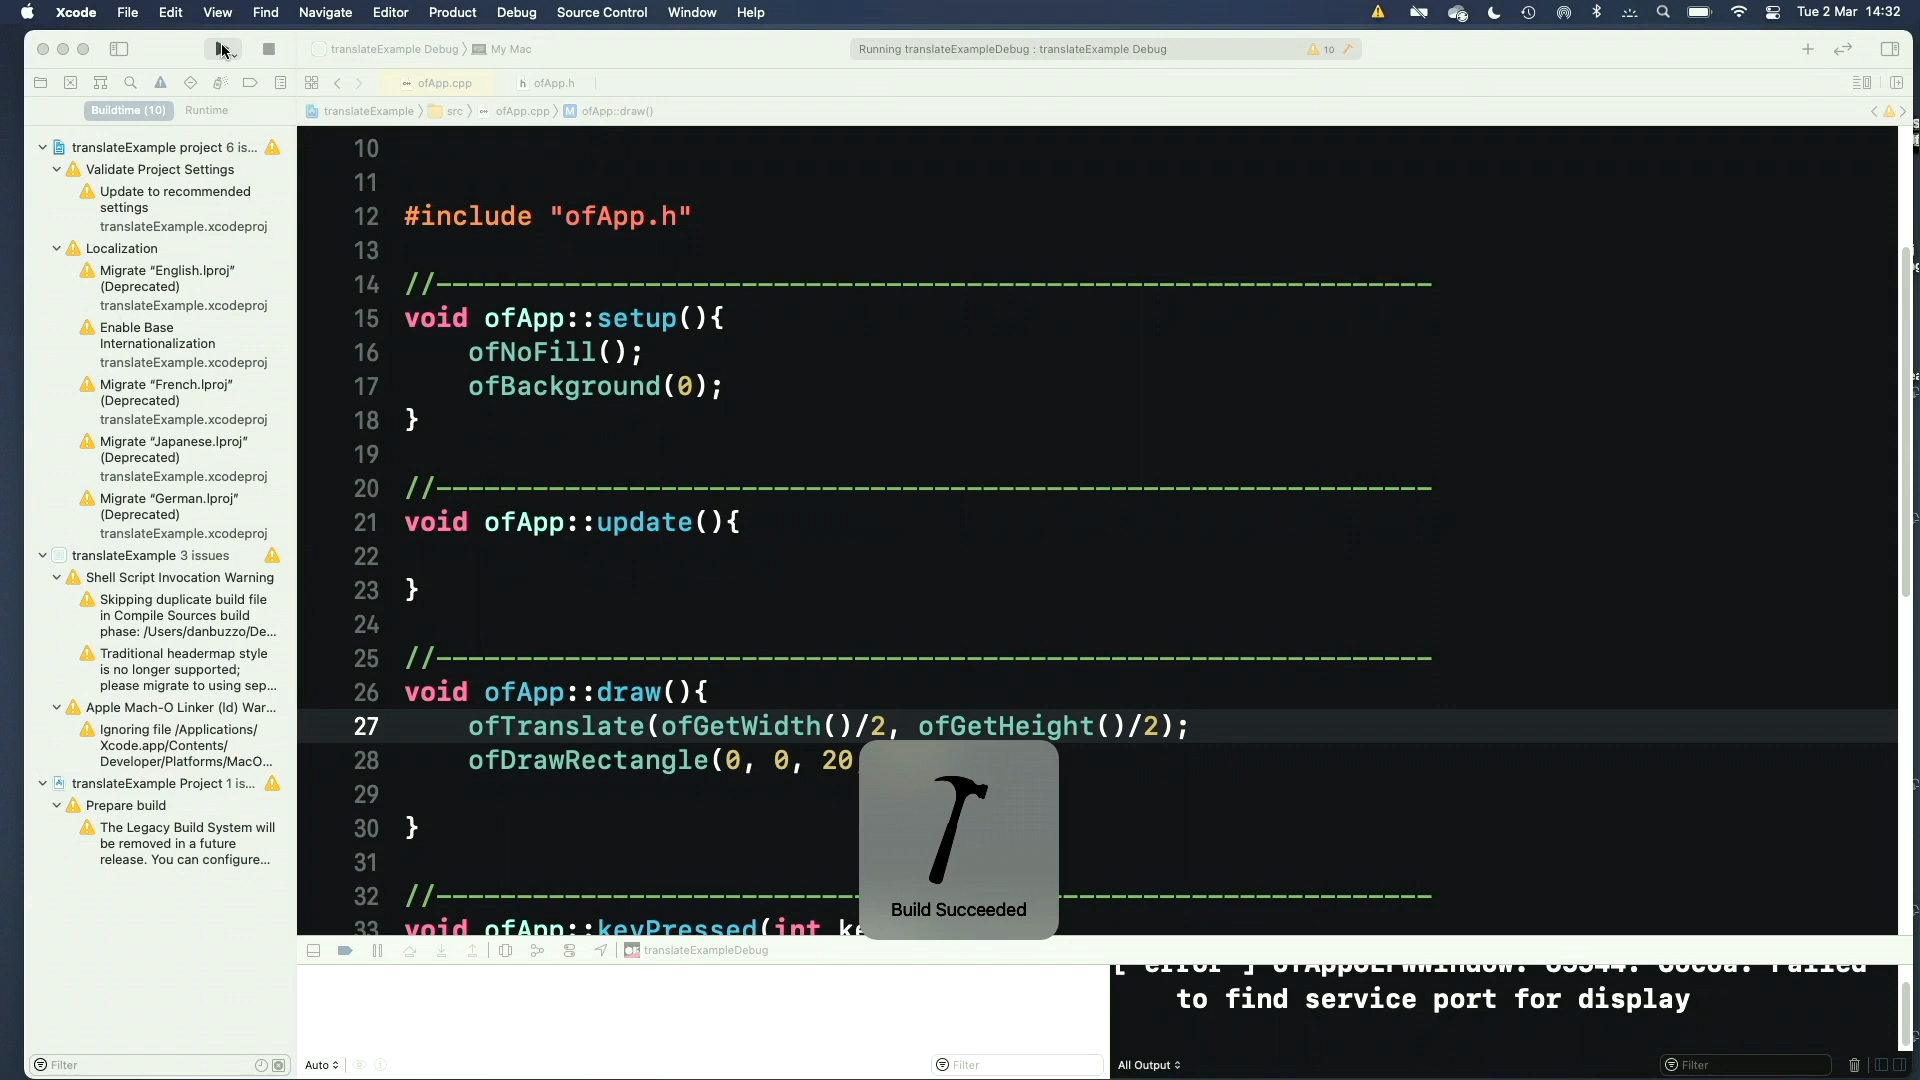 Xcode File Edit View Find Navigate Editor Product Debug Source Control Window Help Tue 2 Mar 14:32
translateExample Debug My Mac Running translateExampleDebug : translateExample Debug 10
ofApp.cpp ofApp.h
Buildtime (10) Runtime translateExample src ofApp.cpp ofApp::draw()
translateExample project 6 is...
Validate Project Settings
Update to recommended
settings
translateExample.xcodeproj
Localization
Migrate “English.lproj”
(Deprecated)
translateExample.xcodeproj
Enable Base
Internationalization
translateExample.xcodeproj
Migrate “French.lproj”
(Deprecated)
translateExample.xcodeproj
Migrate “Japanese.lproj”
(Deprecated)
translateExample.xcodeproj
Migrate “German.lproj”
(Deprecated)
translateExample.xcodeproj
translateExample 3 issues
Shell Script Invocation Warning
Skipping duplicate build file
in Compile Sources build
phase: /Users/danbuzzo/De...
Traditional headermap style
is no longer supported;
please migrate to using sep...
Apple Mach-O Linker (ld) War...
Ignoring file /Applications/
Xcode.app/Contents/
Developer/Platforms/MacO...
translateExample Project 1 is...
Prepare build
The Legacy Build System will
be removed in a future
release. You can configure...
Filter
10
11
12 #include "ofApp.h"
13
14 //--------------------------------------------------------------
15 void ofApp::setup(){
16 ofNoFill();
17 ofBackground(0);
18 }
19
20 //--------------------------------------------------------------
21 void ofApp::update(){
22
23 }
24
25 //--------------------------------------------------------------
26 void ofApp::draw(){
27 ofTranslate(ofGetWidth()/2, ofGetHeight()/2);
28 ofDrawRectangle(0, 0, 20
29
30 }
31
32 //--------------------------------------------------------------
33 void ofApp::keyPressed(int ke
Build Succeeded
translateExampleDebug
[ error ] ofAppGLFWWindow: 65544: Cocoa: Failed
to find service port for display
Auto Filter All Output Filter